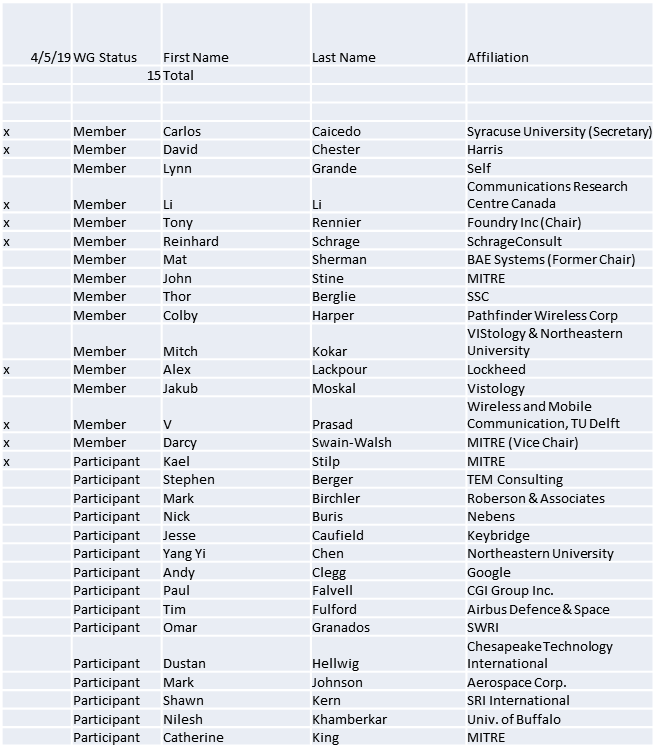 4/5/19 WG Status First Name Last Name Affiliation
15 Total
x Member Carlos Caicedo Syracuse University (Secretary)
x Member David Chester Harris
Member Lynn Grande Self
Communications Research
x Member Li Li Centre Canada
x Member Tony Rennier Foundry Inc (Chair)
x Member Reinhard Schrage SchrageConsult
Member Mat Sherman BAE Systems (Former Chair)
Member John Stine MITRE
Member Thor Berglie SSC
Member Colby Harper Pathfinder Wireless Corp
VIStology & Northeastern
Member Mitch Kokar University
x Member Alex Lackpour Lockheed
Member Jakub Moskal Vistology
Wireless and Mobile
x Member V Prasad Communication, TU Delft
x Member Darcy Swain-Walsh MITRE (Vice Chair)
x Participant Kael Stilp MITRE
Participant Stephen Berger TEM Consulting
Participant Mark Birchler Roberson & Associates
Participant Nick Buris Nebens
Participant Jesse Caufield Keybridge
Participant Yang Yi Chen Northeastern University
Participant Andy Clegg Google
Participant Paul Falvell CGI Group Inc.
Participant Tim Fulford Airbus Defence & Space
Participant Omar Granados SWRI
Chesapeake Technology
Participant Dustan Hellwig International
Participant Mark Johnson Aerospace Corp.
Participant Shawn Kern SRI International
Participant Nilesh Khamberkar Univ. of Buffalo
Participant Catherine King MITRE